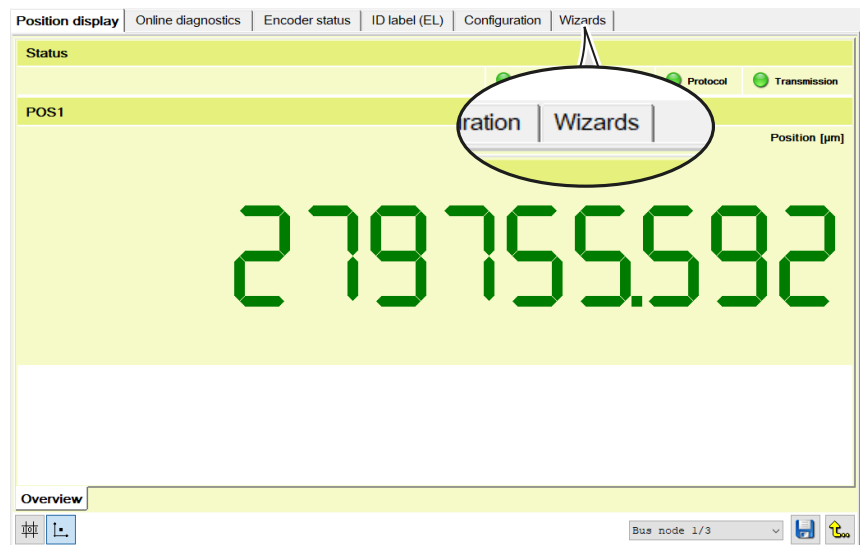 Position display Online diagnostics Encoder status ID label (EL) Configuration Wizards
Status
Protocol Transmission
POS1
ration Wizards
Position [µm]
279755.592
Overview
Bus node 1/3